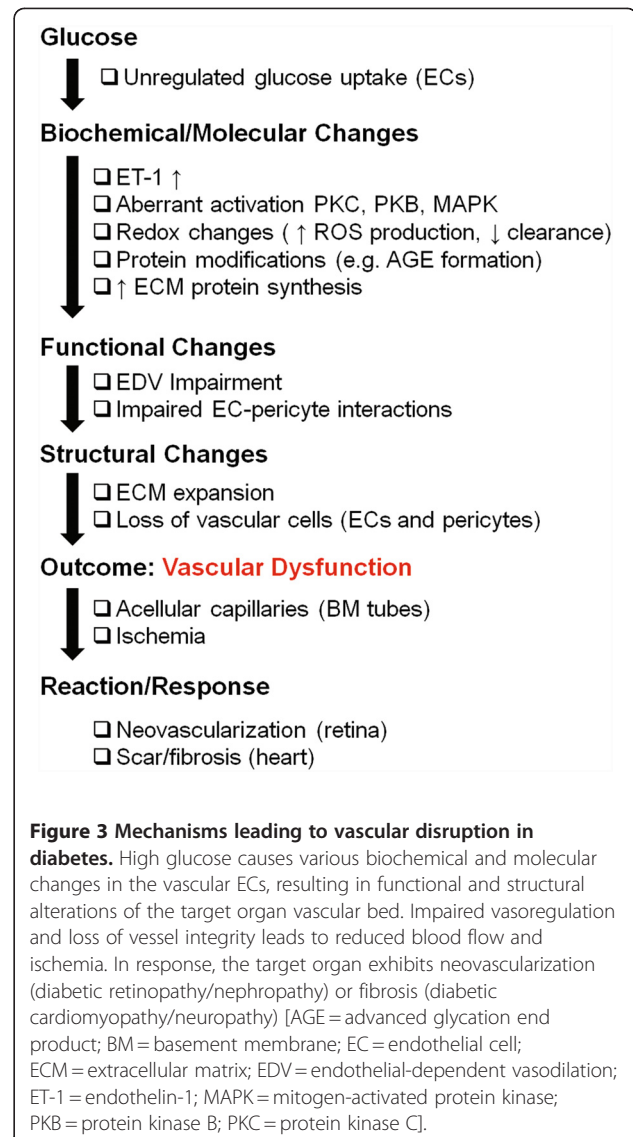 Glucose
❑ Unregulated glucose uptake (ECs)
Biochemical/Molecular Changes
❑ ET-1 ↑
❑ Aberrant activation PKC, PKB, MAPK
❑ Redox changes ( ↑ ROS production, ↓ clearance)
❑ Protein modifications (e.g. AGE formation)
❑ ↑ ECM protein synthesis
Functional Changes
❑ EDV Impairment
❑ Impaired EC-pericyte interactions
Structural Changes
❑ ECM expansion
❑ Loss of vascular cells (ECs and pericytes)
Outcome: Vascular Dysfunction
❑ Acellular capillaries (BM tubes)
❑ Ischemia
Reaction/Response
❑ Neovascularization (retina)
❑ Scar/fibrosis (heart)
Figure 3 Mechanisms leading to vascular disruption in
diabetes. High glucose causes various biochemical and molecular
changes in the vascular ECs, resulting in functional and structural
alterations of the target organ vascular bed. Impaired vasoregulation
and loss of vessel integrity leads to reduced blood flow and
ischemia. In response, the target organ exhibits neovascularization
(diabetic retinopathy/nephropathy) or fibrosis (diabetic
cardiomyopathy/neuropathy) [AGE = advanced glycation end
product; BM = basement membrane; EC = endothelial cell;
ECM = extracellular matrix; EDV = endothelial-dependent vasodilation;
ET-1 = endothelin-1; MAPK = mitogen-activated protein kinase;
PKB = protein kinase B; PKC = protein kinase C].